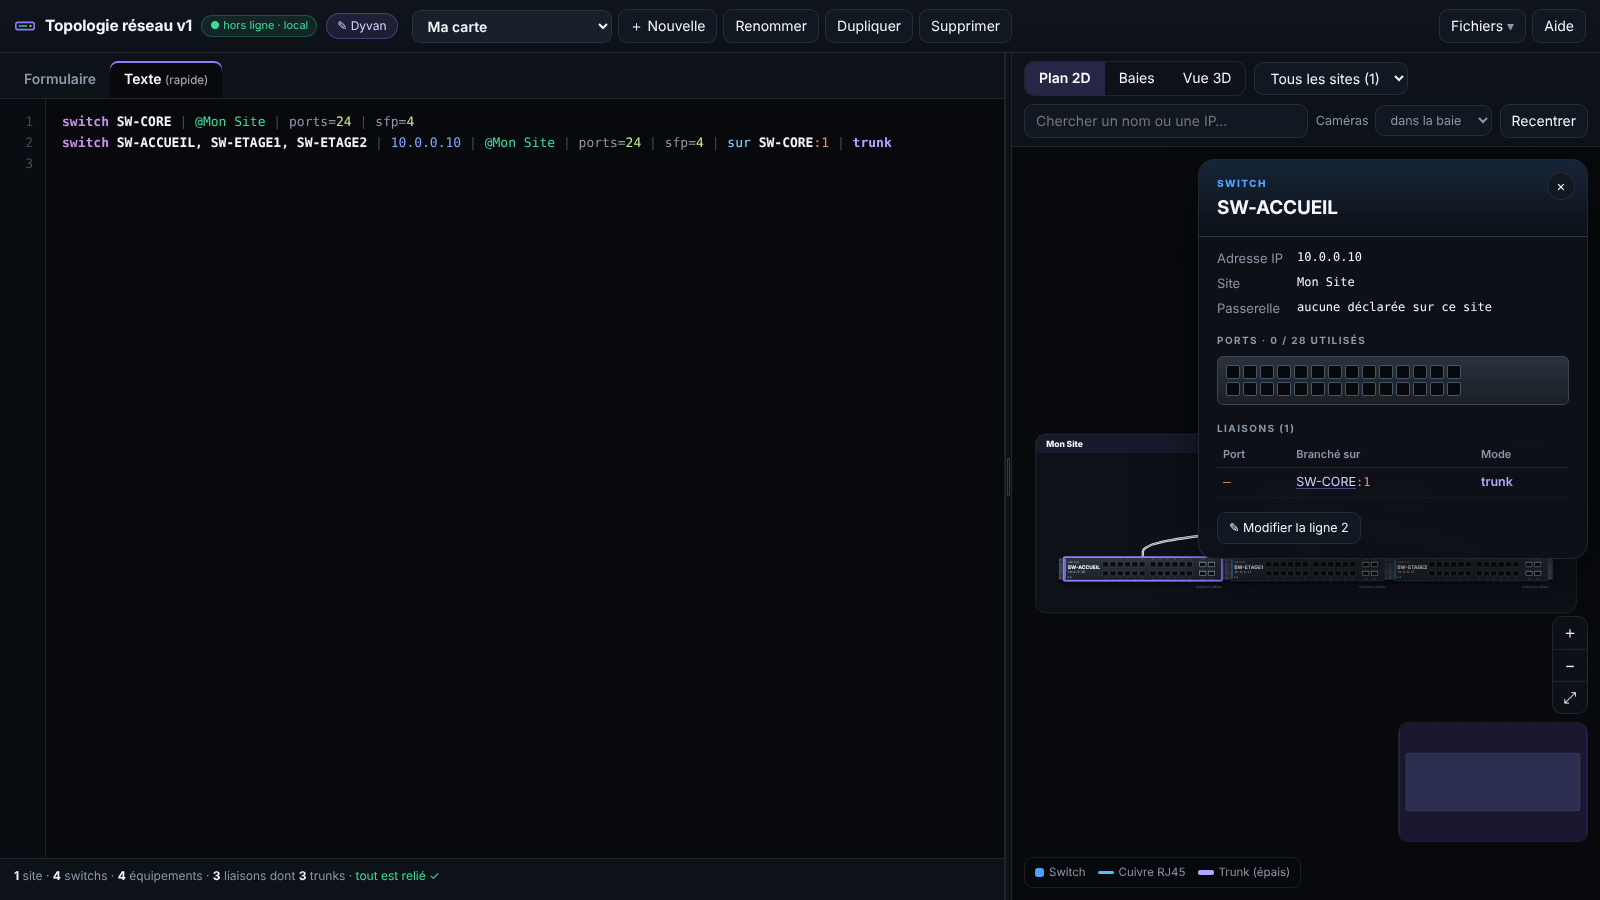 Topologie réseau v1
hors ligne · local
✎ Dyvan
Ma carte
+ Nouvelle
Renommer
Dupliquer
Supprimer
Fichiers ▾
Aide
Formulaire
Texte (rapide)
1 switch SW-CORE | @Mon Site | ports=24 | sfp=4
2 switch SW-ACCUEIL, SW-ETAGE1, SW-ETAGE2 | 10.0.0.10 | @Mon Site | ports=24 | sfp=4 | sur SW-CORE:1 | trunk
3
1 site · 4 switchs · 4 équipements · 3 liaisons dont 3 trunks · tout est relié ✓
Plan 2D
Baies
Vue 3D
Tous les sites (1)
Chercher un nom ou une IP...
Caméras
dans la baie
Recentrer
SWITCH
×
SW-ACCUEIL
Adresse IP 10.0.0.10
Site Mon Site
Passerelle aucune déclarée sur ce site
PORTS · 0 / 28 UTILISÉS
LIAISONS (1)
Port Branché sur Mode
– SW-CORE:1 trunk
✎ Modifier la ligne 2
Mon Site
SW-ACCUEIL
SW-ETAGE1
SW-ETAGE2
+
−
Switch
Cuivre RJ45
Trunk (épais)